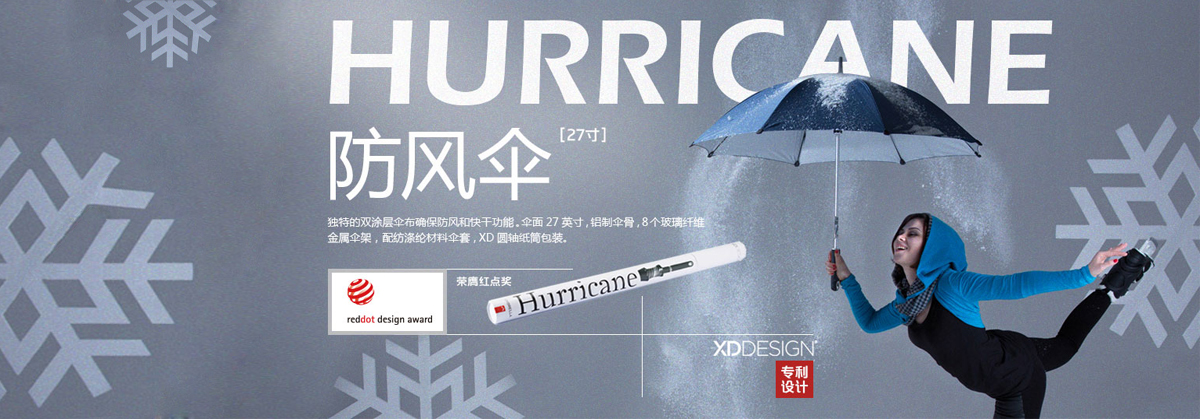 HURRICANE
防风伞 [27寸]
独特的双涂层伞布确保防风和快干功能。伞面 27 英寸，铝制伞骨，8个玻璃纤维
金属伞架，配纺涤纶材料伞套，XD 圆轴纸筒包装。
reddot design award
荣膺红点奖
Hurricane
XDDESIGN
专利
设计